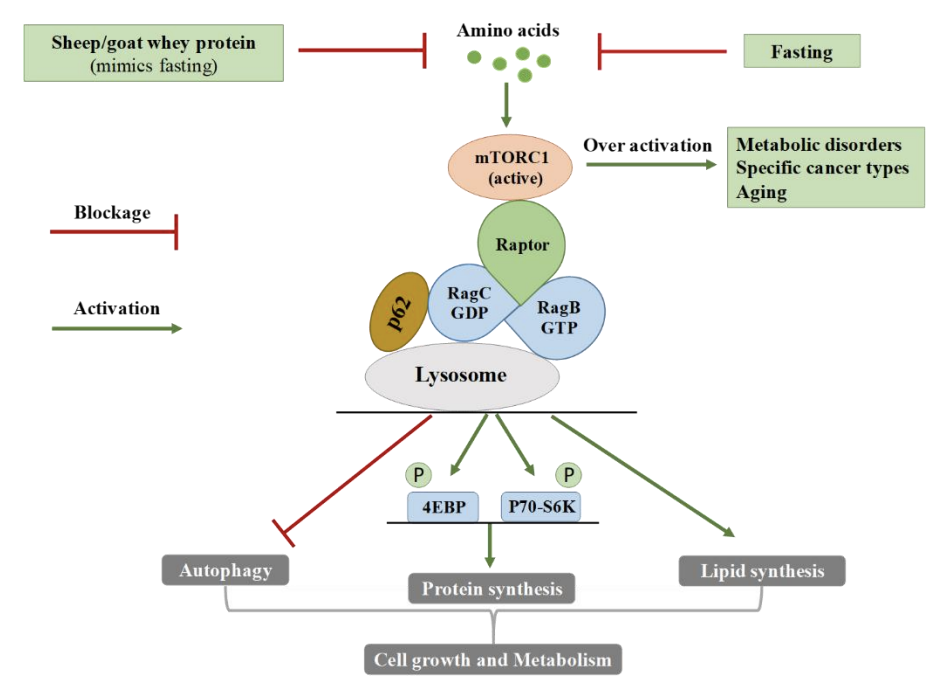 Sheep/goat whey protein
(mimics fasting)
Amino acids
Fasting
mTORC1
(active)
Over activation
Metabolic disorders
Specific cancer types
Aging
Blockage
Raptor
Activation
p62
RagC
GDP
RagB
GTP
Lysosome
P
P
4EBP
P70-S6K
Autophagy
Protein synthesis
Lipid synthesis
Cell growth and Metabolism